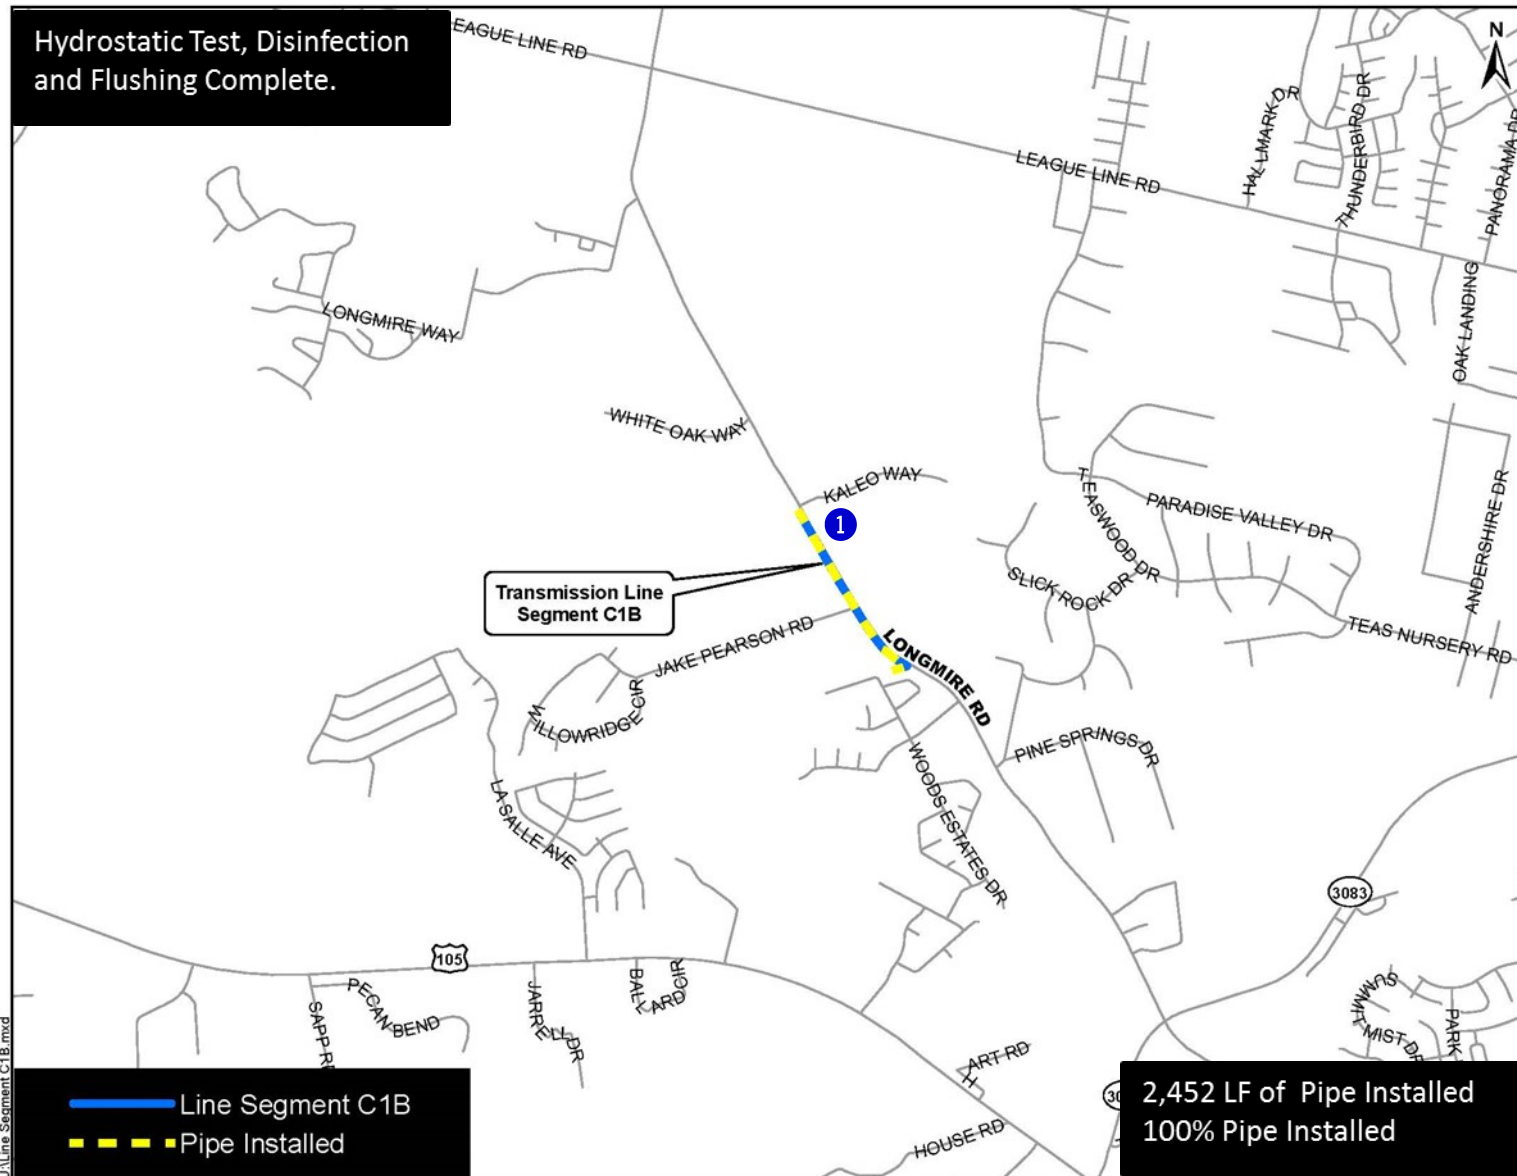 Hydrostatic Test, Disinfection
and Flushing Complete.
EAGUE LINE RD
N
LEAGUE LINE RD
HALLMARK DR
THUNDERBIRD DR
PANORAMA DR
OAK LANDING
LONGMIRE WAY
WHITE OAK WAY
KALEO WAY
1
TEASWOOD DR
PARADISE VALLEY DR
ANDERSHIRE DR
SLICK ROCK DR
TEAS NURSERY RD
Transmission Line
Segment C1B
JAKE PEARSON RD
LONGMIRE RD
WILLOWRIDGE CIR
PINE SPRINGS DR
WOODS ESTATES DR
LA SALLE AVE
3083
105
PECAN BEND
SAPP R
JARRELL DR
BALLARD CIR
SUMMIT MIST DR
PARK
ART RD
H
HOUSE RD
30
Line Segment C1B
Pipe Installed
2,452 LF of Pipe Installed
100% Pipe Installed
Line Segment C1B.mxd